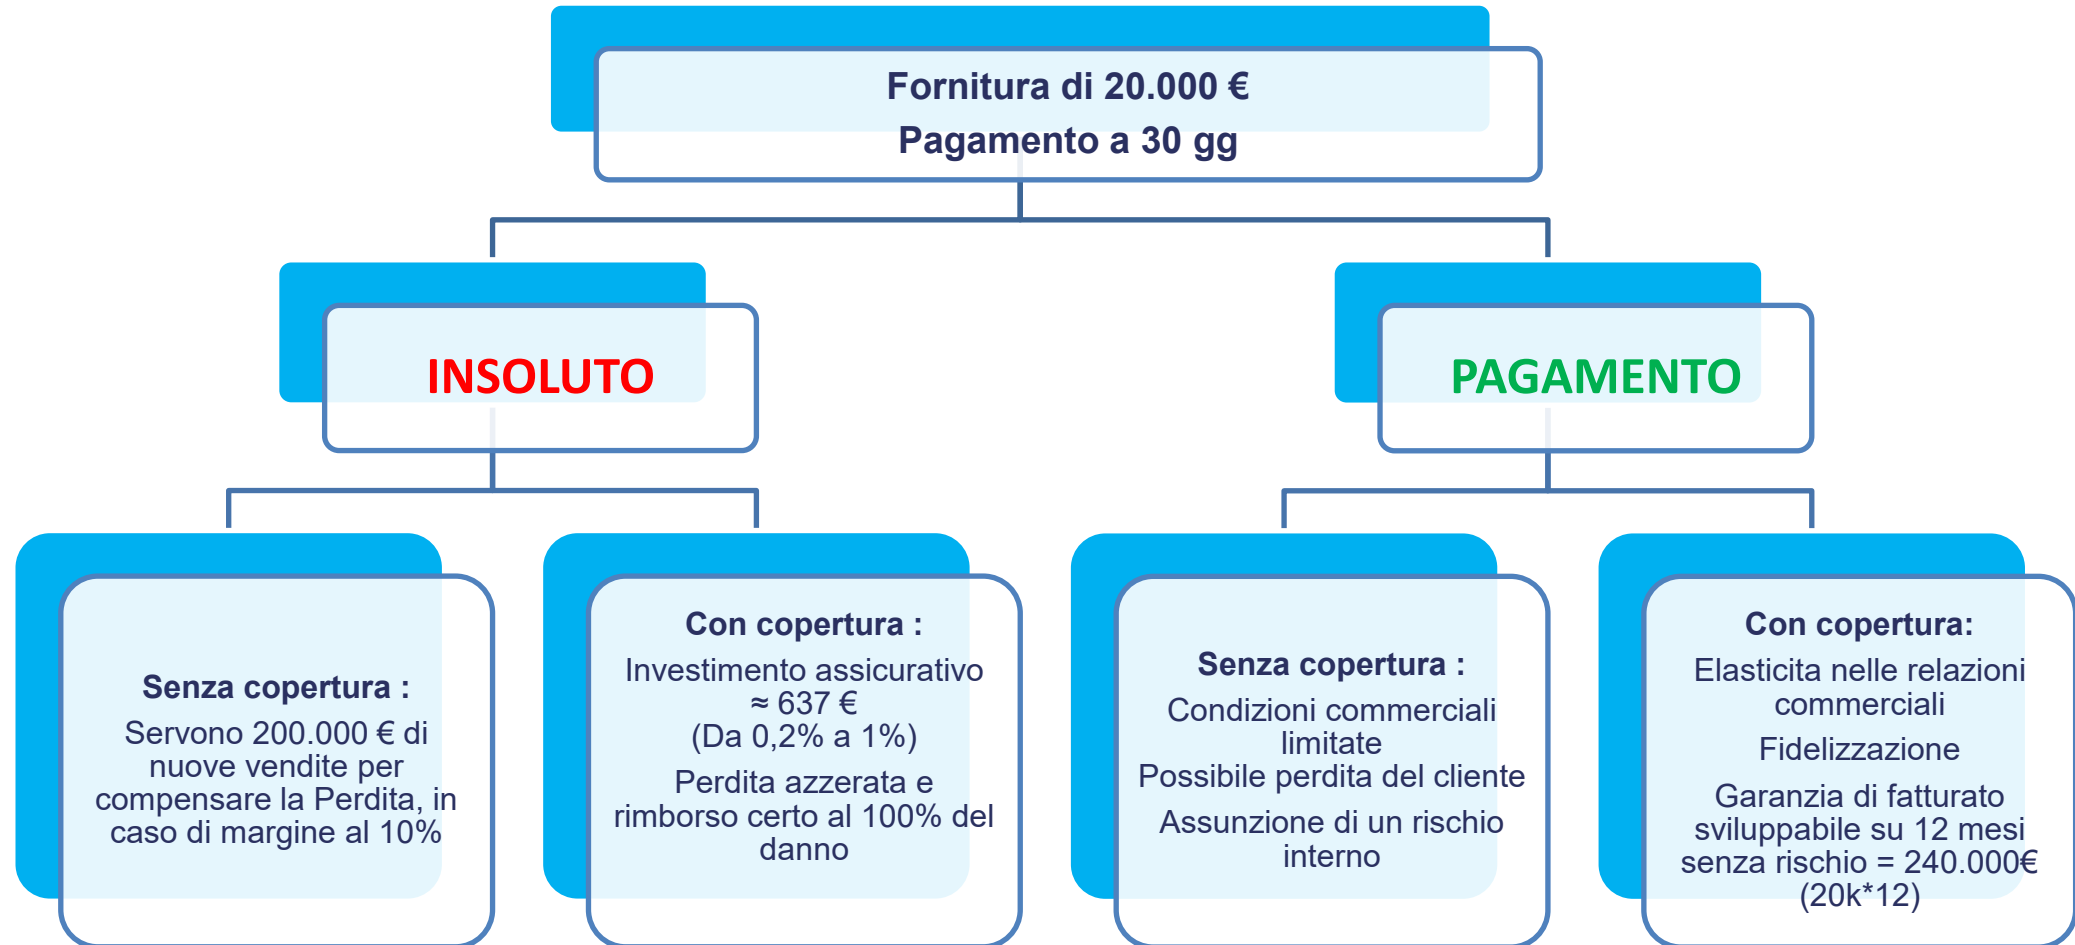 Fornitura di 20.000 €
Pagamento a 30 gg
INSOLUTO
PAGAMENTO
Senza copertura :
Servono 200.000 € di
nuove vendite per
compensare la Perdita, in
caso di margine al 10%
Con copertura :
Investimento assicurativo
≈ 637 €
(Da 0,2% a 1%)
Perdita azzerata e
rimborso certo al 100% del
danno
Senza copertura :
Condizioni commerciali
limitate
Possibile perdita del cliente
Assunzione di un rischio
interno
Con copertura:
Elasticita nelle relazioni
commerciali
Fidelizzazione
Garanzia di fatturato
sviluppabile su 12 mesi
senza rischio = 240.000€
(20k*12)